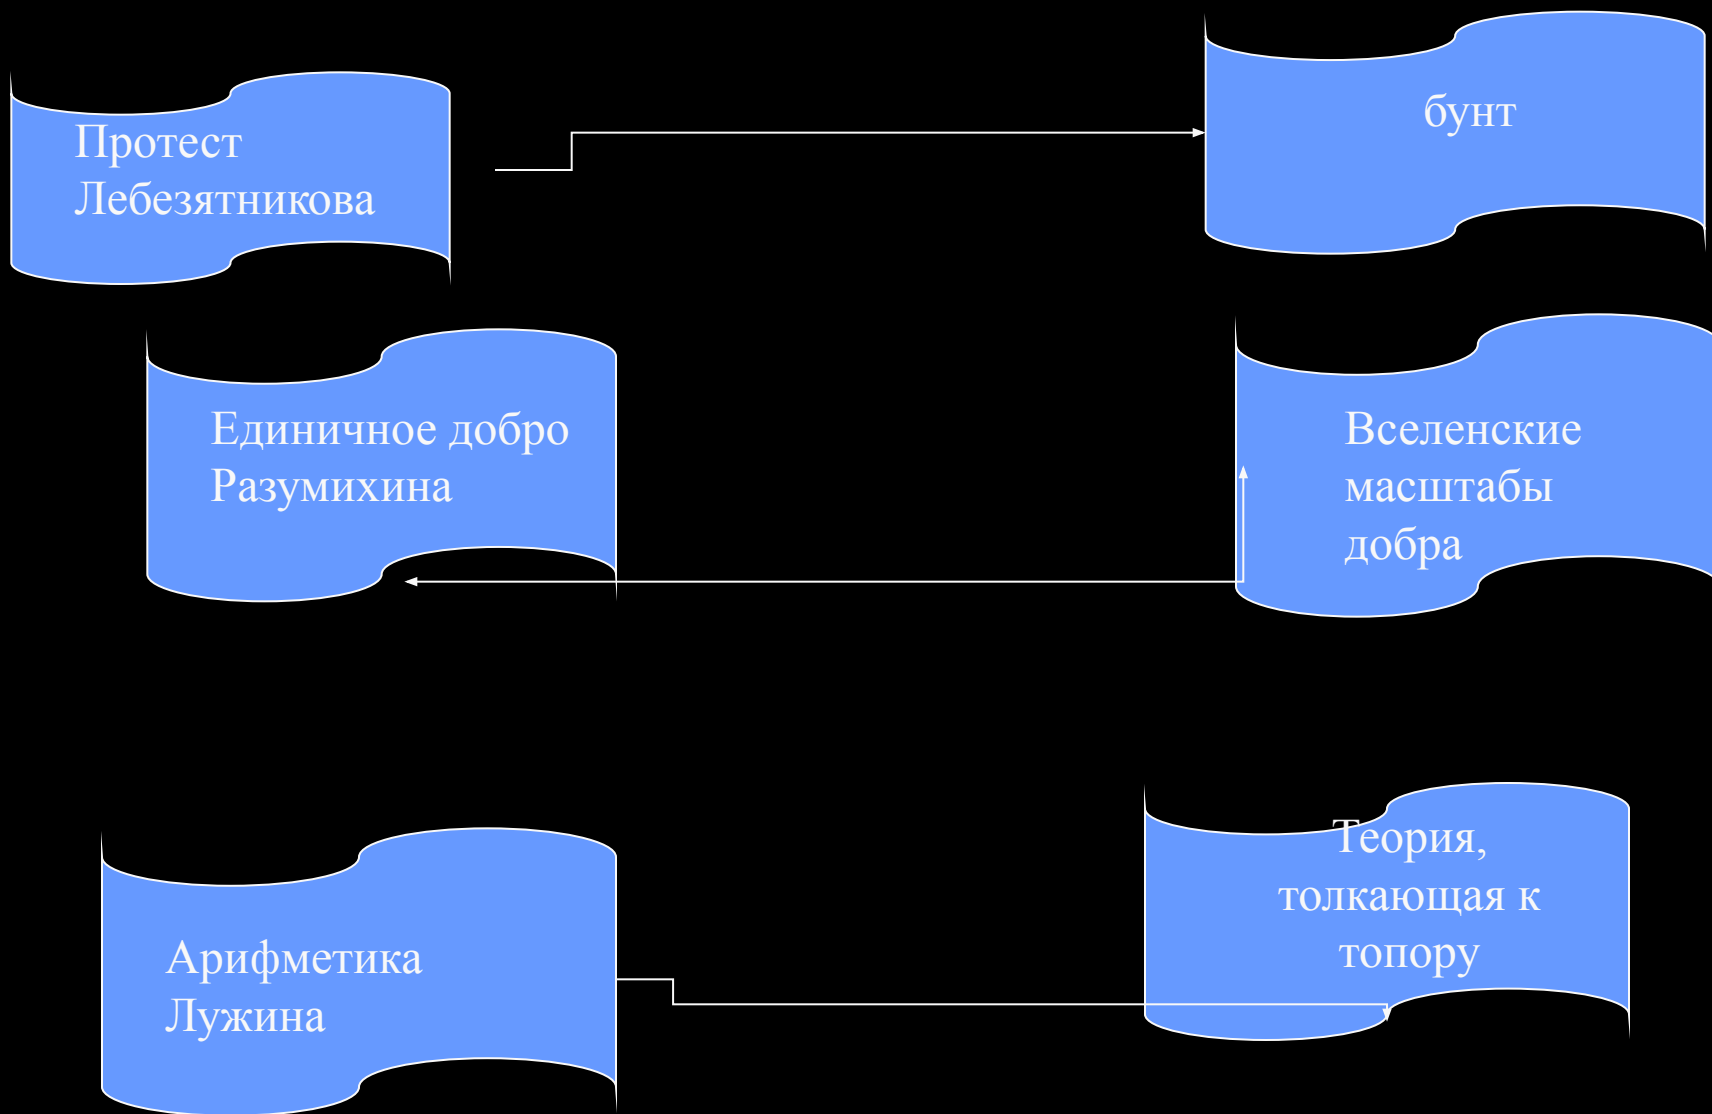 Протест
Лебезятникова
бунт
Единичное добро
Разумихина
Вселенские
масштабы
добра
Арифметика
Лужина
Теория,
толкающая к
топору